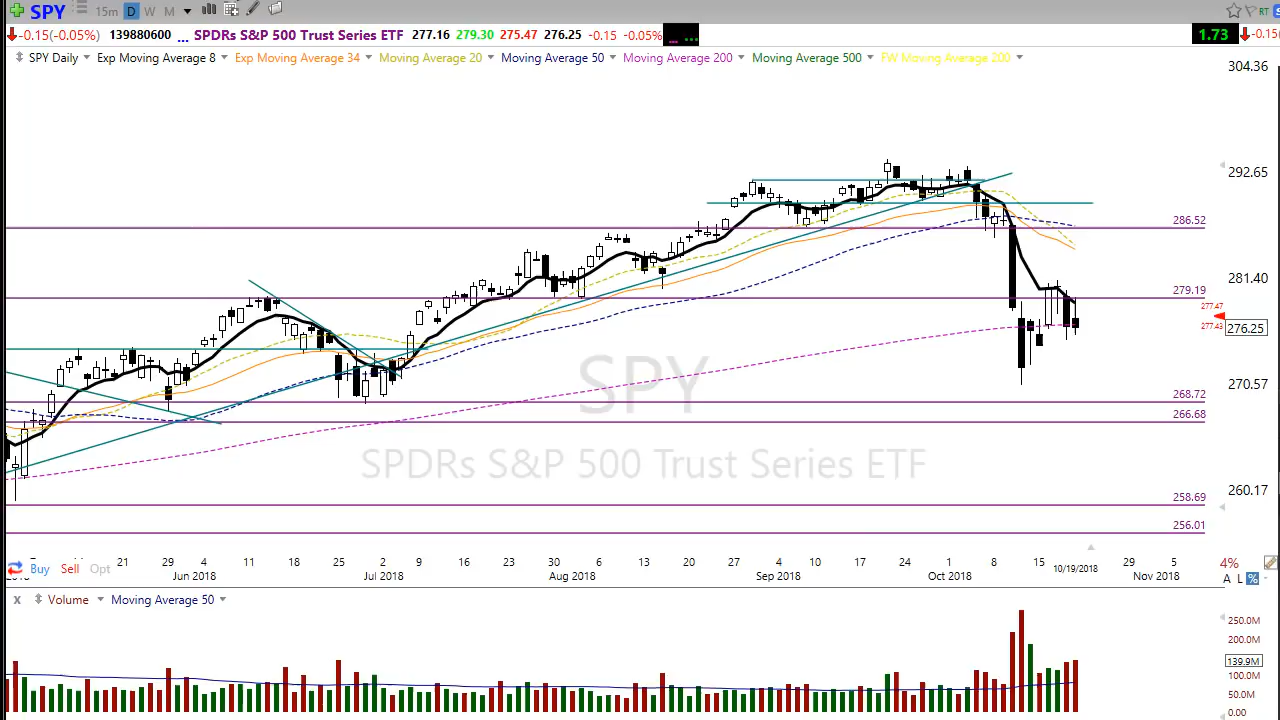 SPY 15m D W M RT
-0.15(-0.05%) 139880600 ... SPDRs S&P 500 Trust Series ETF 277.16 279.30 275.47 276.25 -0.15 -0.05% ... ... 1.73 -0.15(
SPY Daily Exp Moving Average 8 Exp Moving Average 34 Moving Average 20 Moving Average 50 Moving Average 200 Moving Average 500 FW Moving Average 200
304.36
292.65
286.52
281.40
279.19
277.47
277.43
276.25
SPY
270.57
268.72
266.68
SPDRs S&P 500 Trust Series ETF
260.17
258.69
256.01
21 29 4 11 18 25 2 9 16 23 30 6 13 20 27 4 10 17 24 1 8 15 29 5 4%
Buy Sell Opt Jun 2018 Jul 2018 Aug 2018 Sep 2018 Oct 2018 10/19/2018 Nov 2018 A L %
X Volume Moving Average 50
250.0M
200.0M
139.9M
100.0M
50.0M
0.00